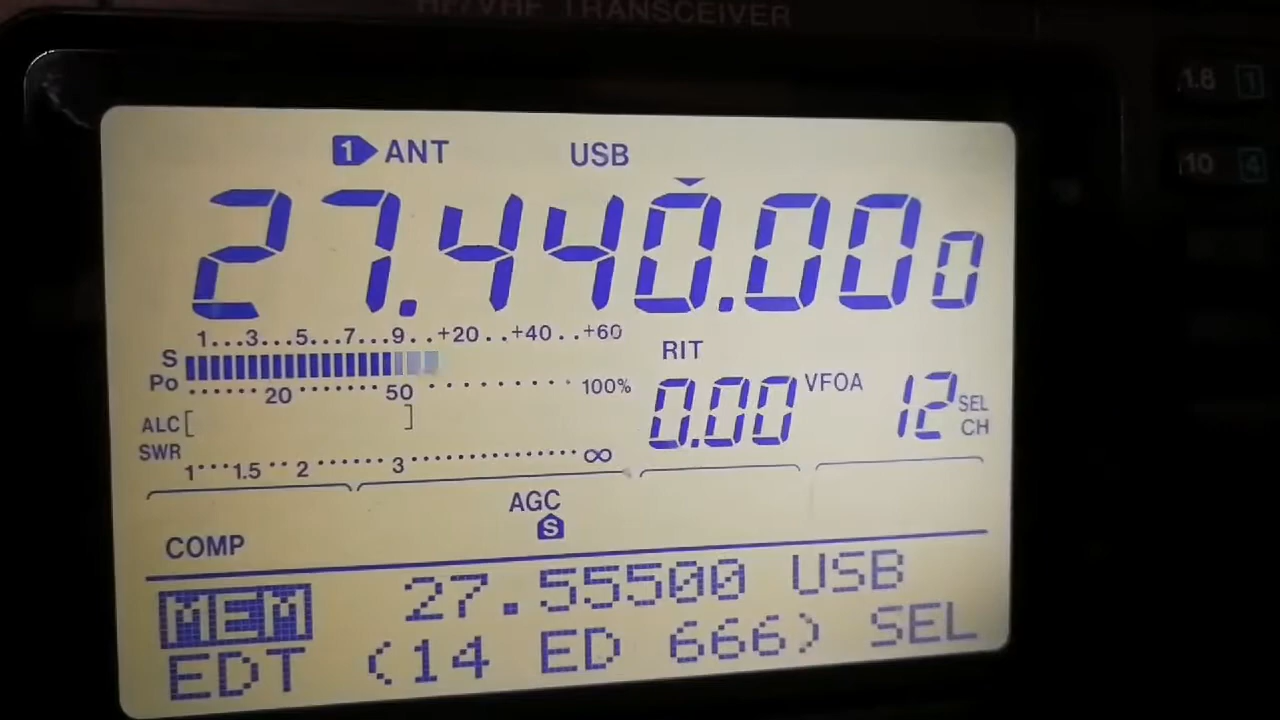 HF/VHF TRANSCEIVER
1.8 1
10 4
1 ANT USB
27.440.000
1...3...5...7...9..+20..+40..+60
S
Po 20 50 100%
RIT
0.00 VFOA 12 SEL CH
ALC
SWR
1 1.5 2 3 ∞
AGC
S
COMP
MEM 27.55500 USB
EDT (14 ED 666) SEL